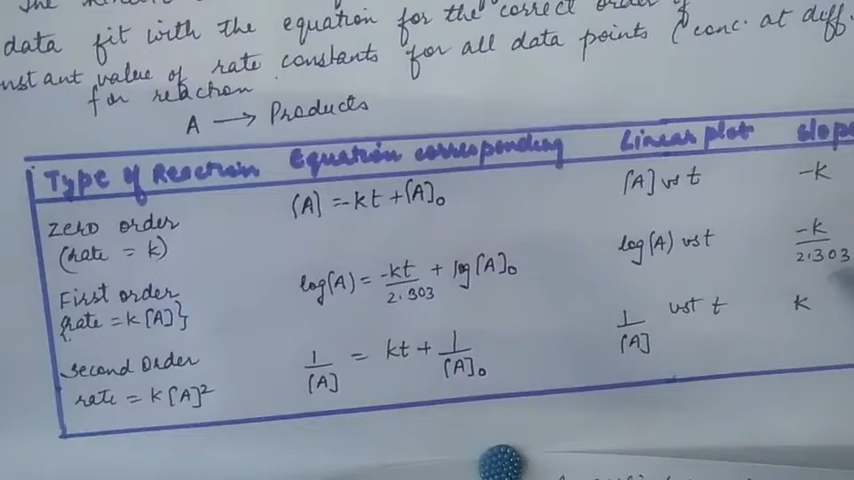 The
data fit with the equation for the correct order of
nstant value of rate constants for all data points (conc. at diff.
for reaction
A → Products
Type of Reaction Equation corresponding Linear plot Slope
Zero order [A] = -kt + [A]₀ [A] vs t -k
(rate = k)
First order log[A] = -kt/2.303 + log[A]₀ log(A) vs t -k/2.303
{rate = k[A]}
Second Order 1/[A] = kt + 1/[A]₀ 1/[A] vs t k
rate = k[A]²